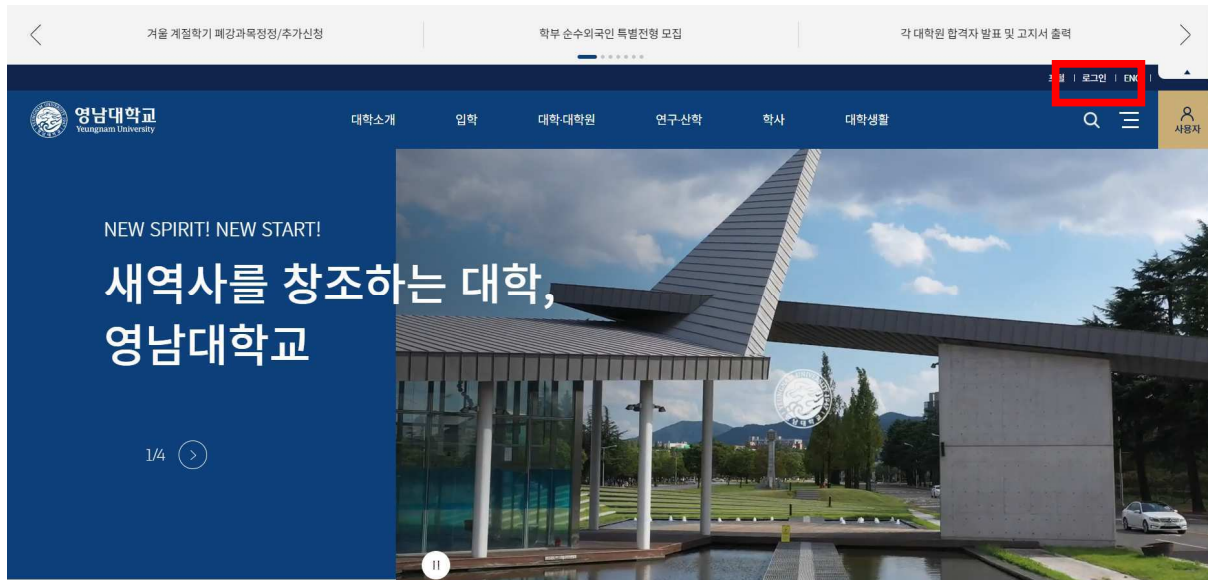 겨울 계절학기 폐강과목정정/추가신청
학부 순수외국인 특별전형 모집
각 대학원 합격자 발표 및 고지서 출력
로그인
영남대학교
Yeungnam University
대학소개
입학
대학·대학원
연구·산학
학사
대학생활
사용자
NEW SPIRIT! NEW START!
새역사를 창조하는 대학,
영남대학교
1/4